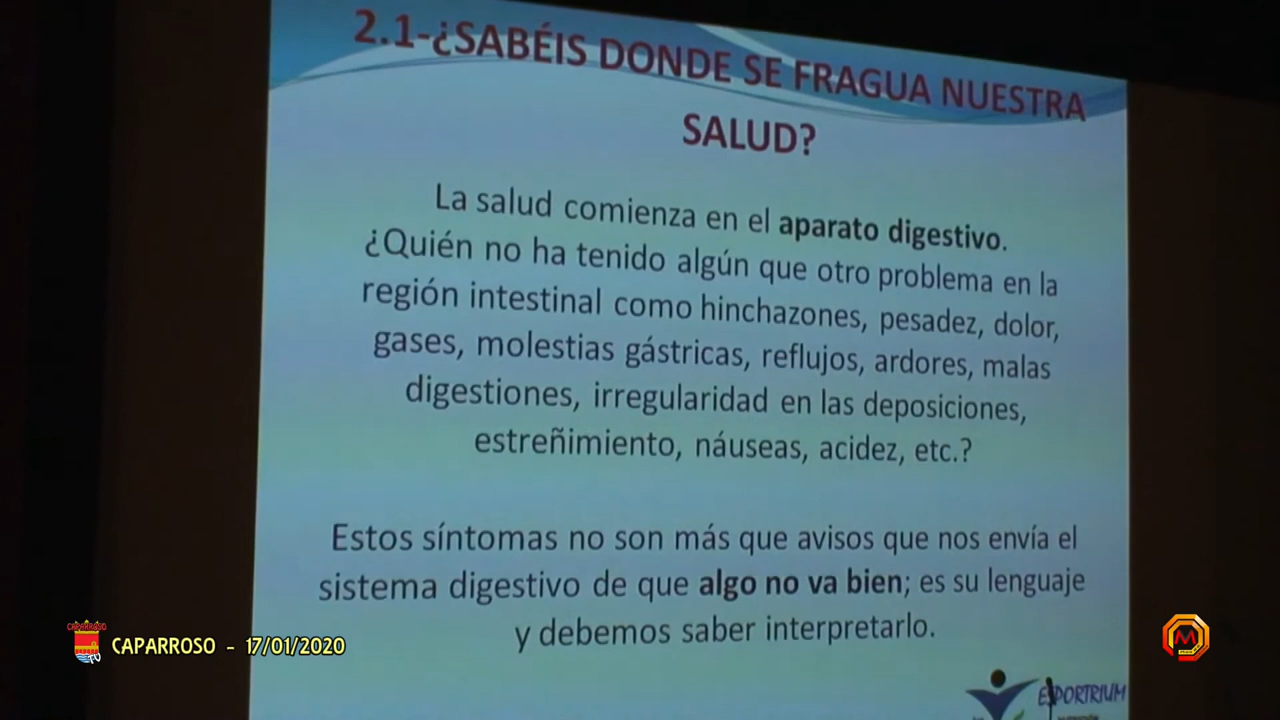 2.1-¿SABÉIS DONDE SE FRAGUA NUESTRA
SALUD?
La salud comienza en el aparato digestivo.
¿Quién no ha tenido algún que otro problema en la
región intestinal como hinchazones, pesadez, dolor,
gases, molestias gástricas, reflujos, ardores, malas
digestiones, irregularidad en las deposiciones,
estreñimiento, náuseas, acidez, etc.?
Estos síntomas no son más que avisos que nos envía el
sistema digestivo de que algo no va bien; es su lenguaje
y debemos saber interpretarlo.
CAPARROSO
TV
CAPARROSO - 17/01/2020
M
ESPORTRIUM